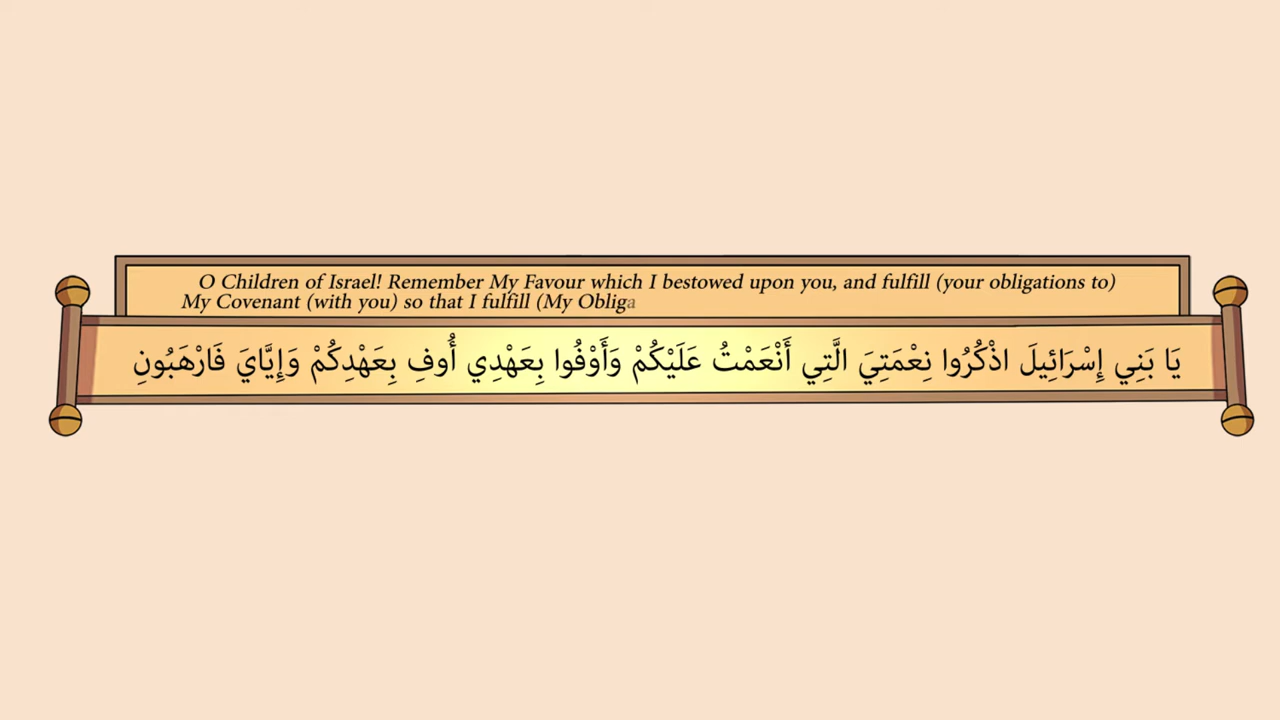 O Children of Israel! Remember My Favour which I bestowed upon you, and fulfill (your obligations to)
My Covenant (with you) so that I fulfill (My Obliga
يَا بَنِي إِسْرَائِيلَ اذْكُرُوا نِعْمَتِيَ الَّتِي أَنْعَمْتُ عَلَيْكُمْ وَأَوْفُوا بِعَهْدِي أُوفِ بِعَهْدِكُمْ وَإِيَّايَ فَارْهَبُونِ